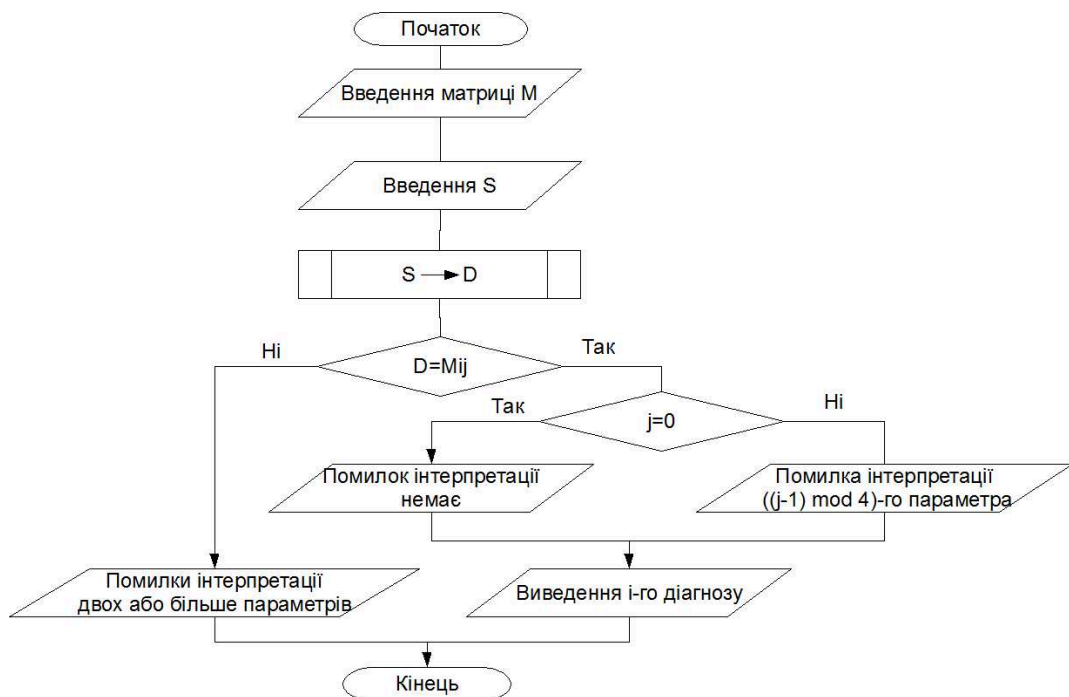 Початок
Введення матриці М
Введення S
S → D
Ні
D=Mij
Так
Так
j=0
Ні
Помилок інтерпретації
немає
Помилка інтерпретації
((j-1) mod 4)-го параметра
Помилки інтерпретації
двох або більше параметрів
Виведення i-го діагнозу
Кінець